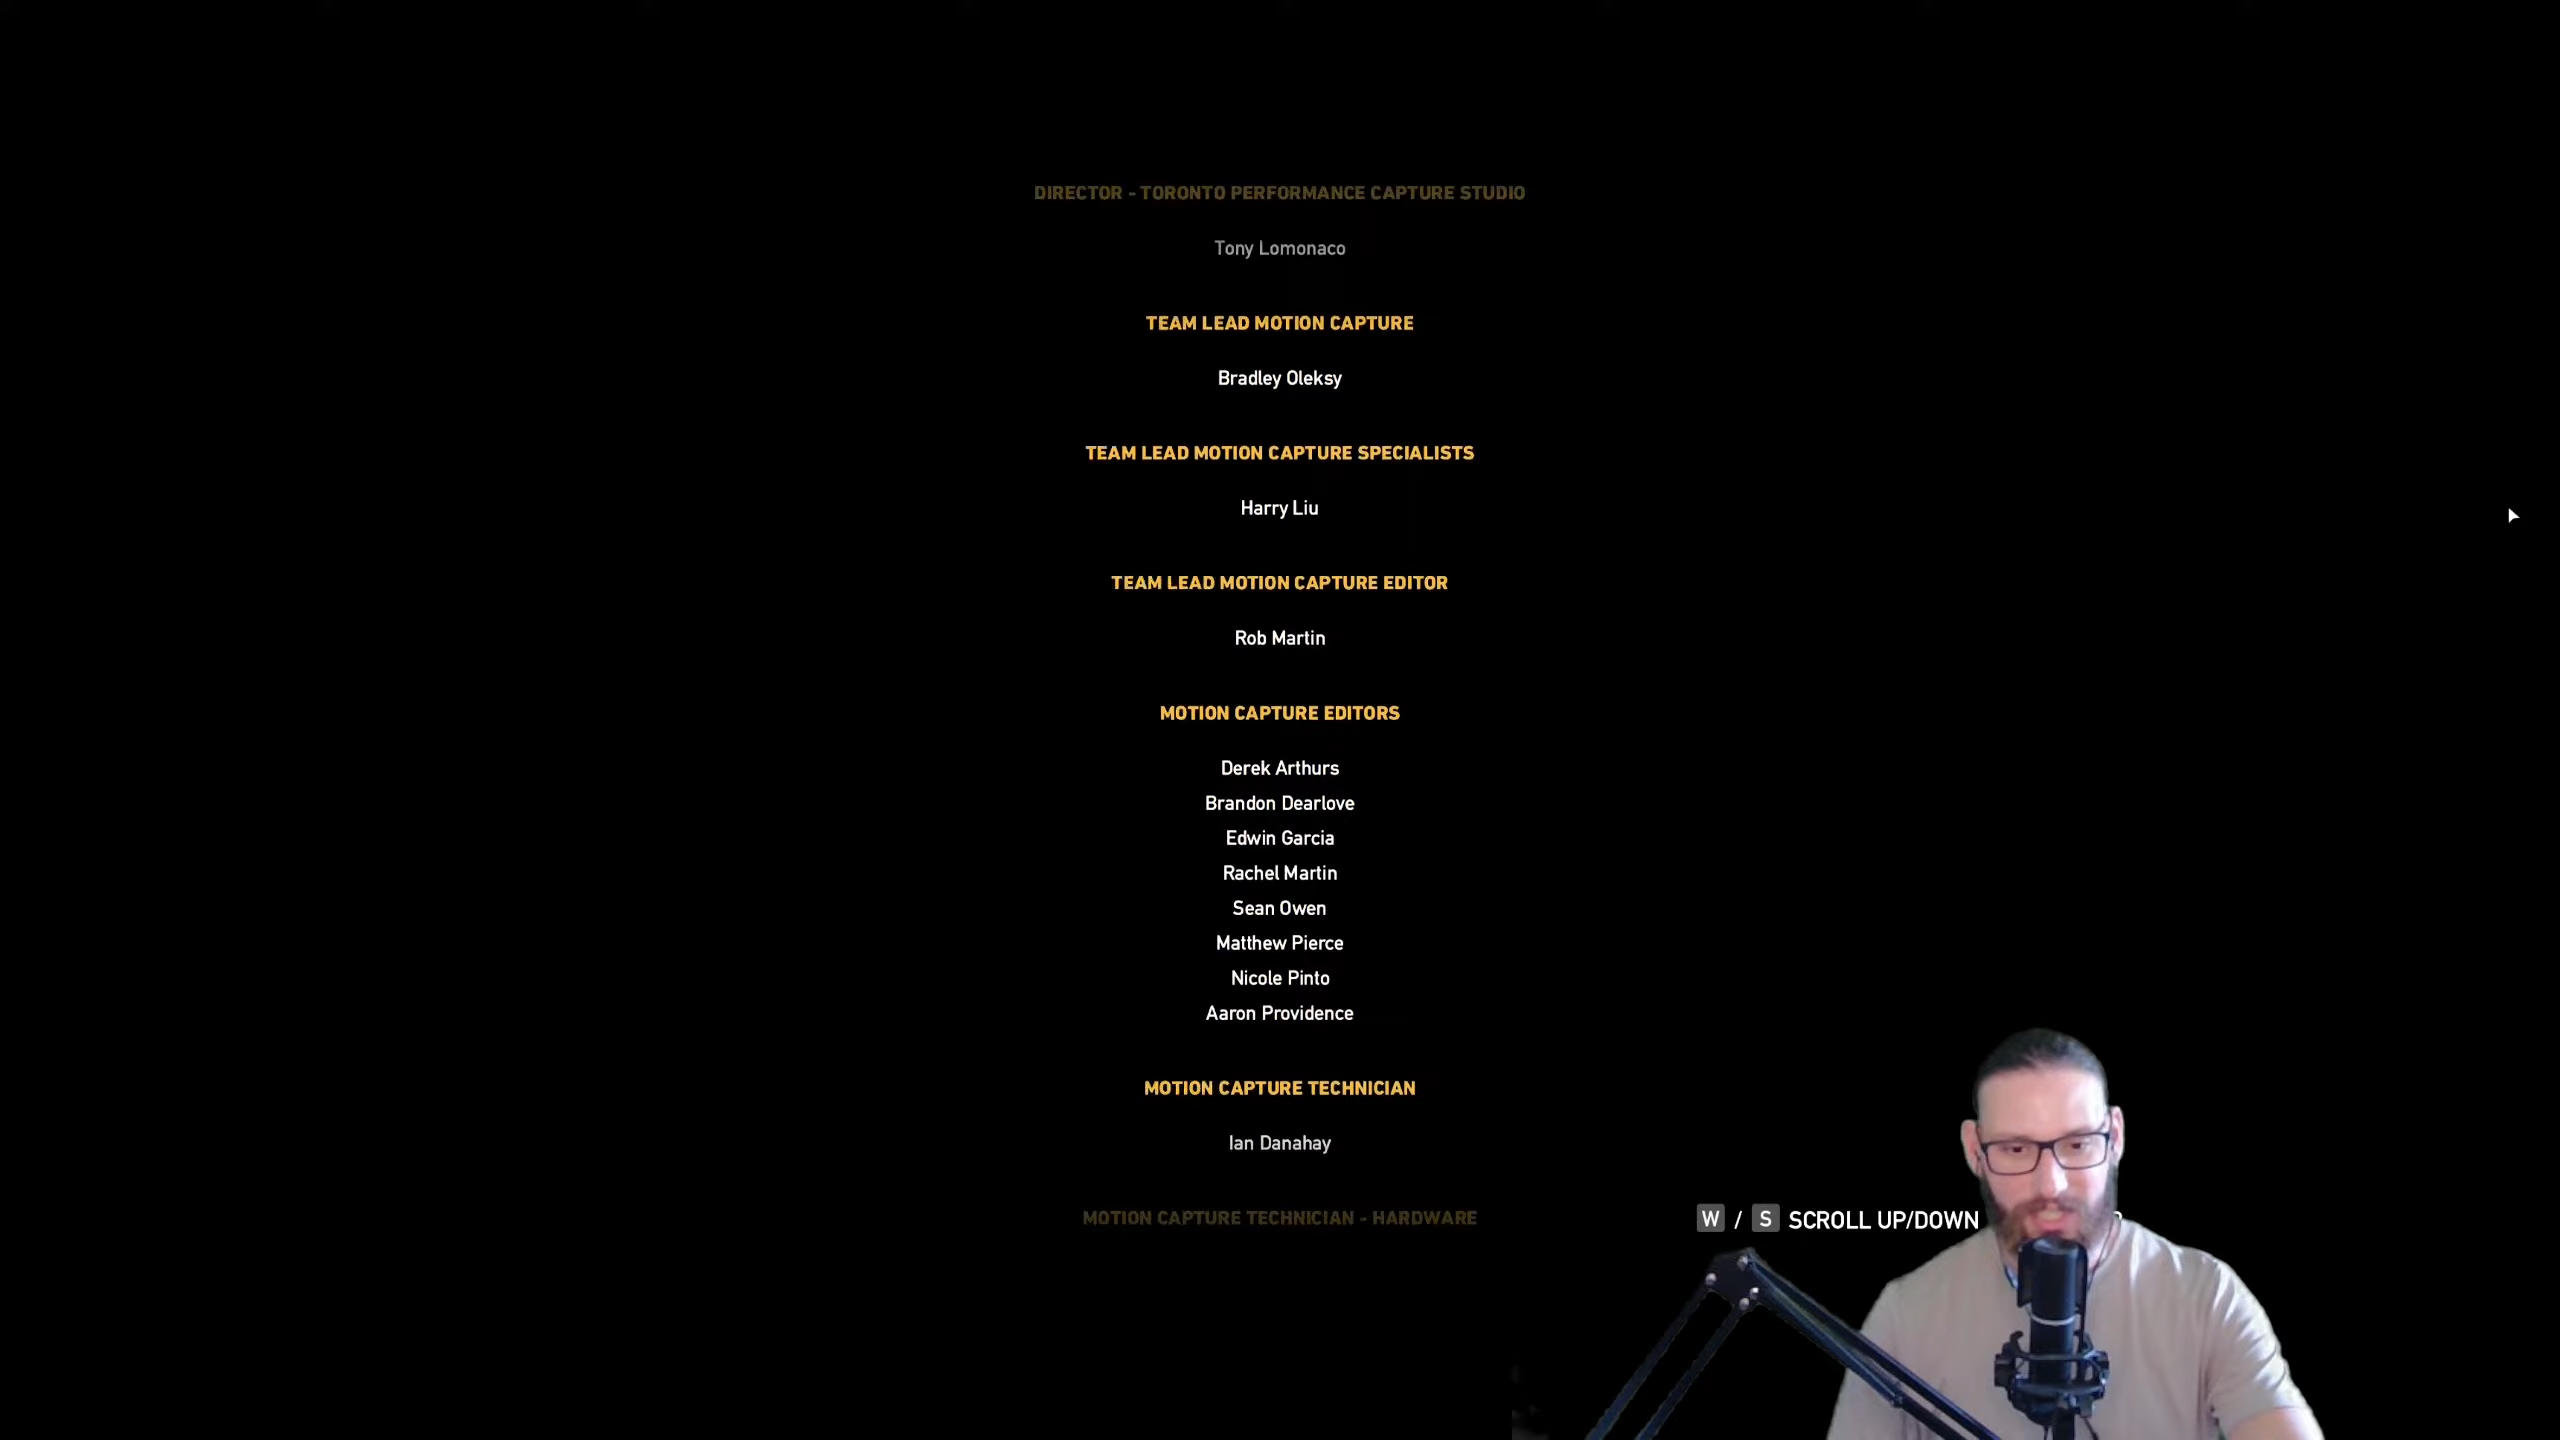 DIRECTOR - TORONTO PERFORMANCE CAPTURE STUDIO
Tony Lomonaco
TEAM LEAD MOTION CAPTURE
Bradley Oleksy
TEAM LEAD MOTION CAPTURE SPECIALISTS
Harry Liu
TEAM LEAD MOTION CAPTURE EDITOR
Rob Martin
MOTION CAPTURE EDITORS
Derek Arthurs
Brandon Dearlove
Edwin Garcia
Rachel Martin
Sean Owen
Matthew Pierce
Nicole Pinto
Aaron Providence
MOTION CAPTURE TECHNICIAN
Ian Danahay
MOTION CAPTURE TECHNICIAN - HARDWARE
W / S SCROLL UP/DOWN